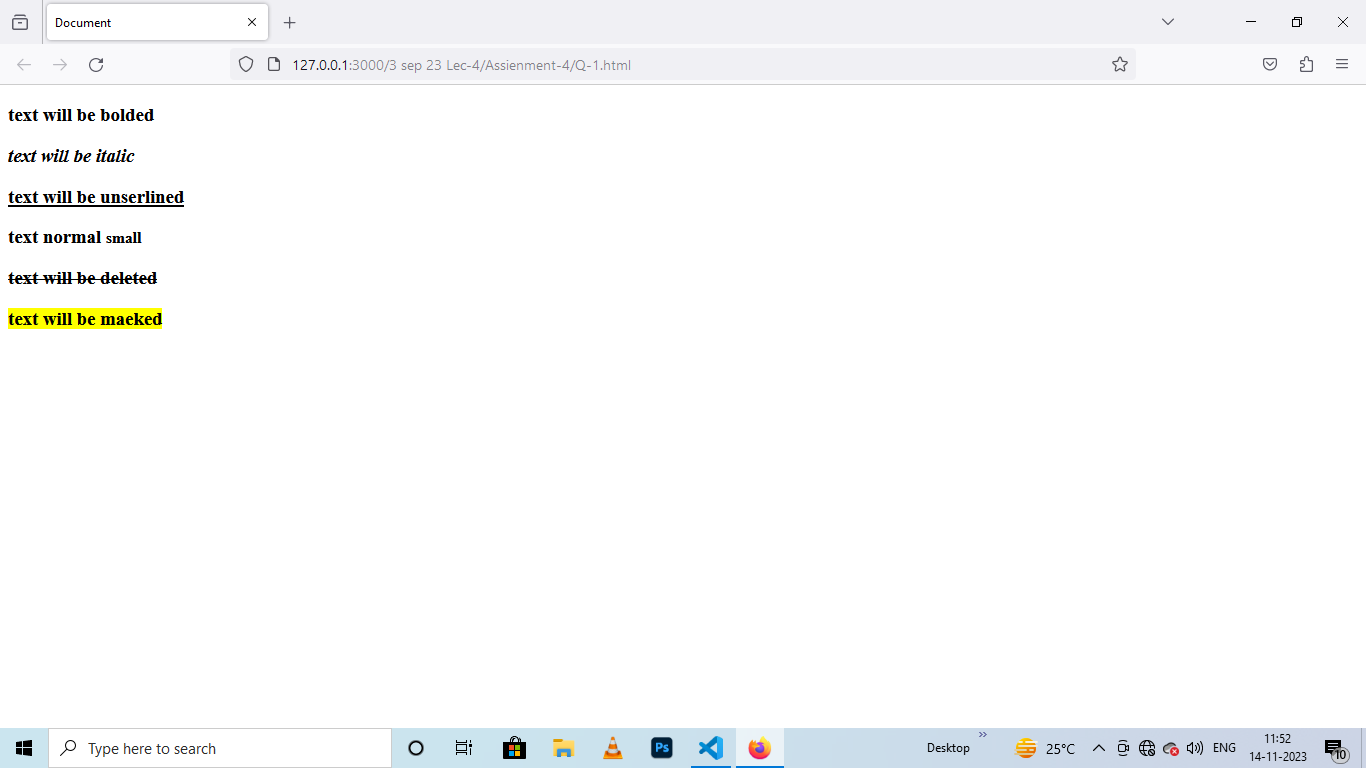 Document
127.0.0.1:3000/3 sep 23 Lec-4/Assienment-4/Q-1.html
text will be bolded
text will be italic
text will be unserlined
text normal small
text will be deleted
text will be maeked
Type here to search
Ps
Desktop
25°C
ENG
11:52
14-11-2023
10